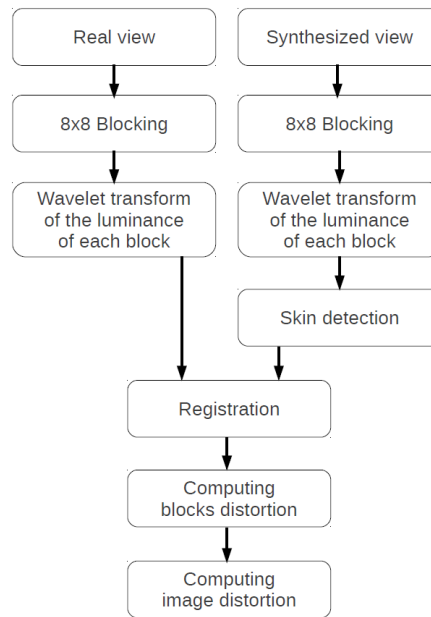 Real view
Synthesized view
8x8 Blocking
8x8 Blocking
Wavelet transform
of the luminance
of each block
Wavelet transform
of the luminance
of each block
Skin detection
Registration
Computing
blocks distortion
Computing
image distortion